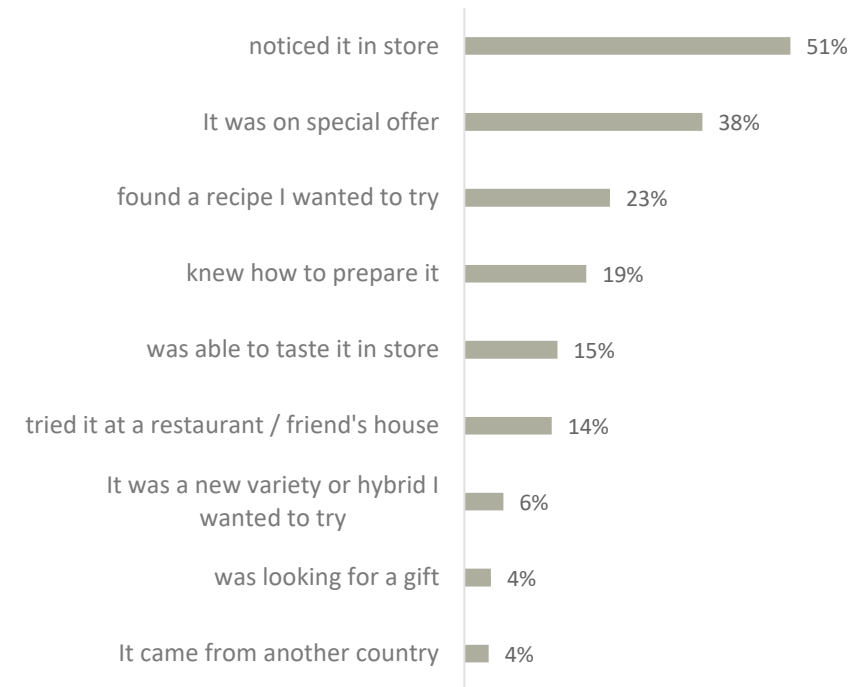 noticed it in store 51%
It was on special offer 38%
found a recipe I wanted to try 23%
knew how to prepare it 19%
was able to taste it in store 15%
tried it at a restaurant / friend's house 14%
It was a new variety or hybrid I
wanted to try 6%
was looking for a gift 4%
It came from another country 4%